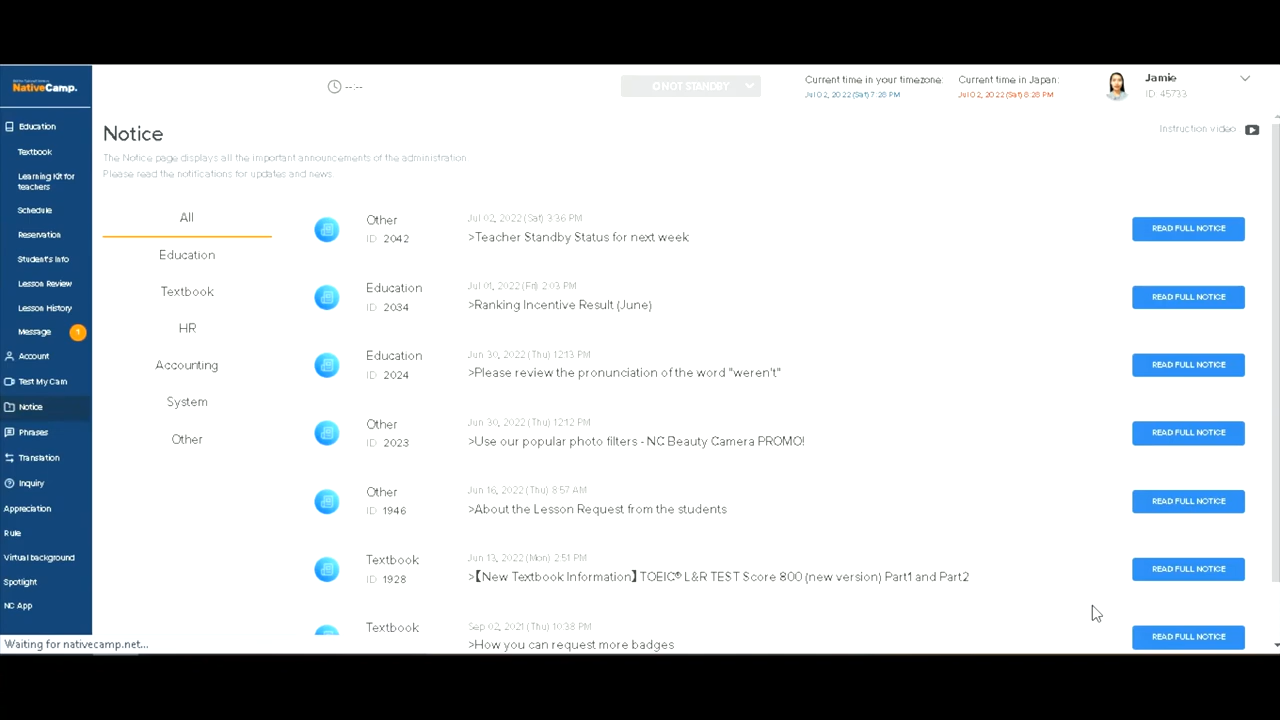 NativeCamp.
--:--
NOT STANDBY
Current time in your timezone:
Jul 02, 2022 (Sat) 7:28 PM
Current time in Japan:
Jul 02, 2022 (Sat) 8:28 PM
Jamie
ID 45733
Education
Textbook
Learning Kit for
teachers
Schedule
Reservation
Student's Info
Lesson Review
Lesson History
Message 1
Account
Test My Cam
Notice
Phrases
Translation
Inquiry
Appreciation
Rule
Virtual background
Spotlight
NC App
Notice
Instruction video
The Notice page displays all the important announcements of the administration.
Please read the notifications for updates and news.
All
Education
Textbook
HR
Accounting
System
Other
Other
ID 2042
Jul 02, 2022 (Sat) 3:36 PM
>Teacher Standby Status for next week
READ FULL NOTICE
Education
ID 2034
Jul 01, 2022 (Fri) 2:03 PM
>Ranking Incentive Result (June)
READ FULL NOTICE
Education
ID 2024
Jun 30, 2022 (Thu) 12:13 PM
>Please review the pronunciation of the word "weren't"
READ FULL NOTICE
Other
ID 2023
Jun 30, 2022 (Thu) 12:12 PM
>Use our popular photo filters - NC Beauty Camera PROMO!
READ FULL NOTICE
Other
ID 1946
Jun 16, 2022 (Thu) 8:57 AM
>About the Lesson Request from the students
READ FULL NOTICE
Textbook
ID 1928
Jun 13, 2022 (Mon) 2:51 PM
>【New Textbook Information】TOEIC® L&R TEST Score 800 (new version) Part1 and Part2
READ FULL NOTICE
Textbook
Sep 02, 2021 (Thu) 10:38 PM
>How you can request more badges
READ FULL NOTICE
Waiting for nativecamp.net...